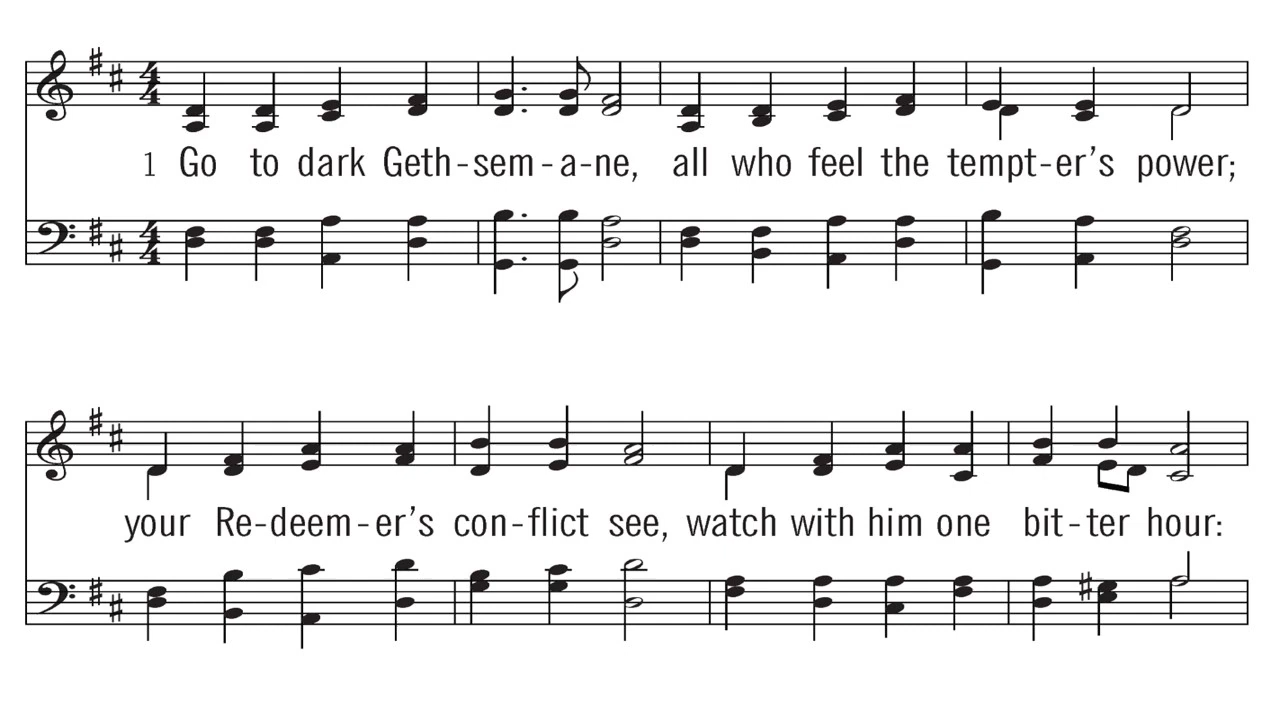 1 Go to dark Geth-sem-a-ne, all who feel the tempt-er’s power;
your Re-deem-er’s con-flict see, watch with him one bit-ter hour: